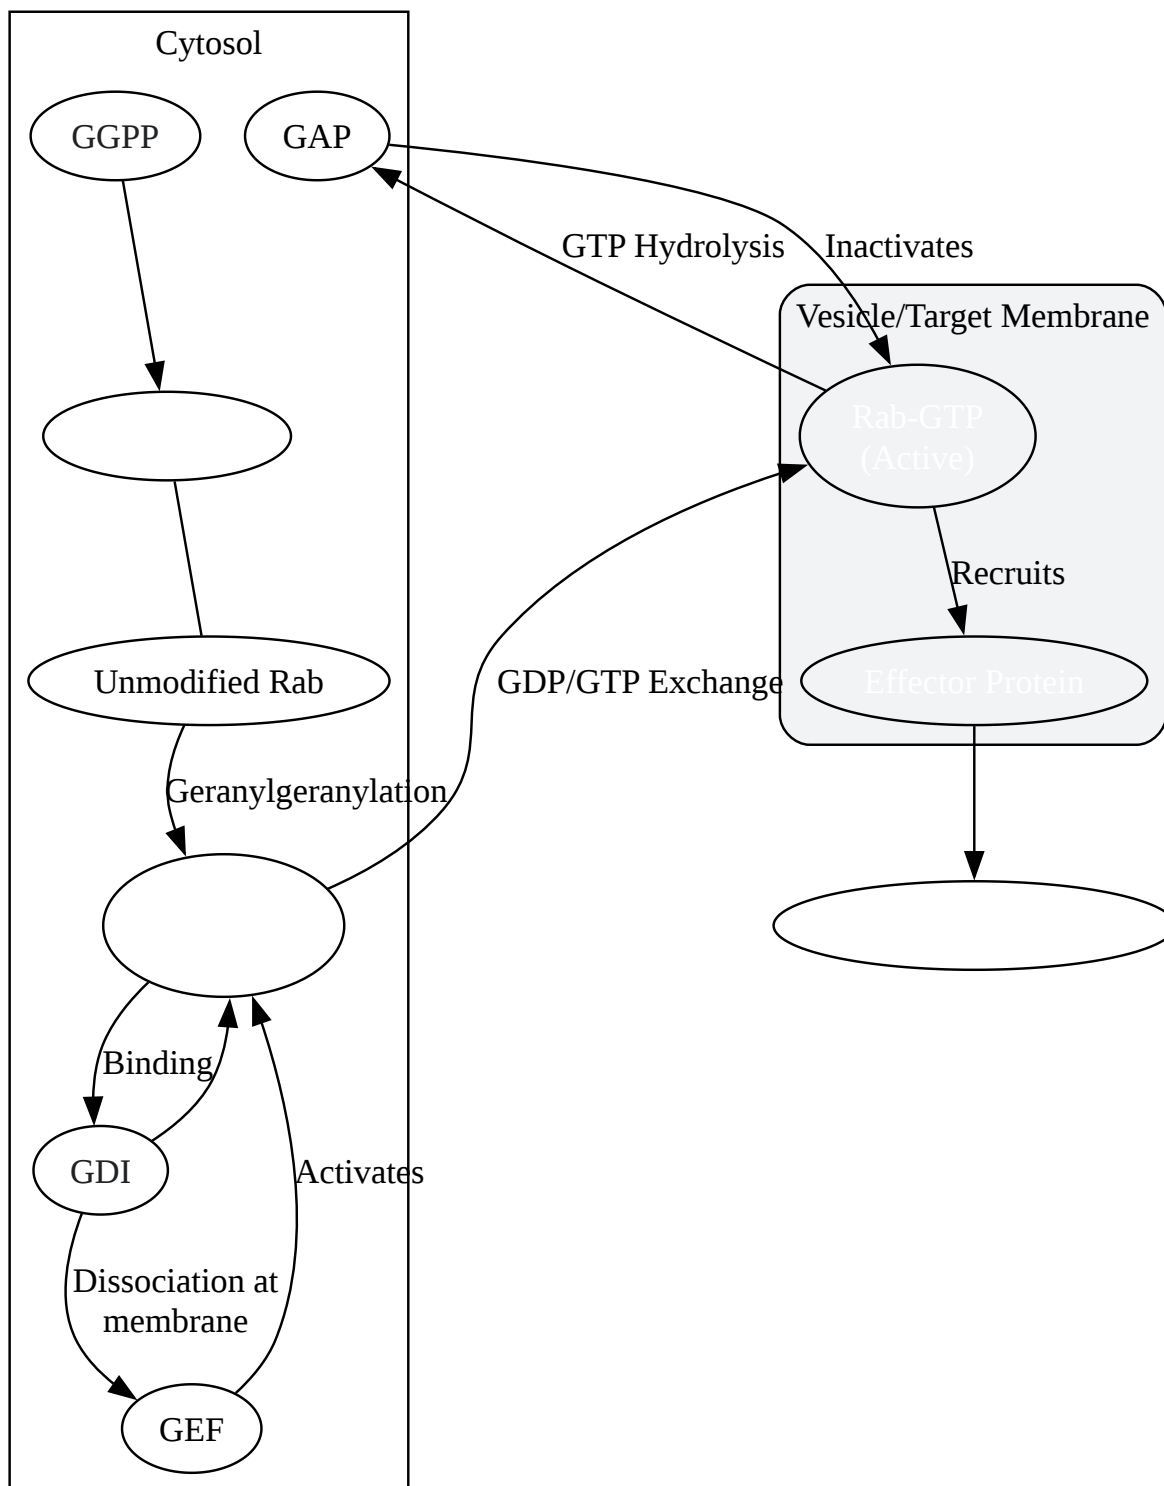 Cytosol
GGPP
GAP
GTP Hydrolysis
Inactivates
Vesicle/Target Membrane
Rab-GTP
(Active)
Recruits
Unmodified Rab
GDP/GTP Exchange
Effector Protein
Geranylgeranylation
Binding
GDI
Activates
Dissociation at
membrane
GEF